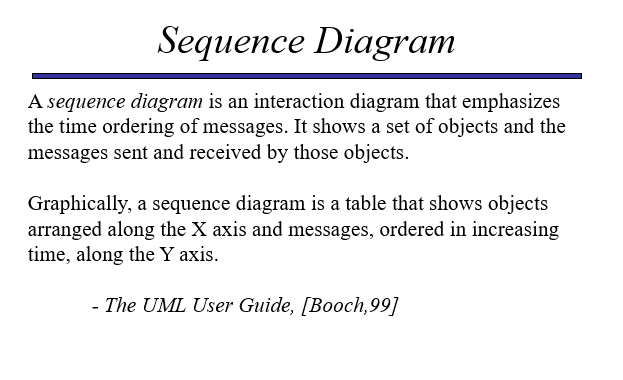 Sequence Diagram
A sequence diagram is an interaction diagram that emphasizes
the time ordering of messages. It shows a set of objects and the
messages sent and received by those objects.
Graphically, a sequence diagram is a table that shows objects
arranged along the X axis and messages, ordered in increasing
time, along the Y axis.
- The UML User Guide, [Booch,99]